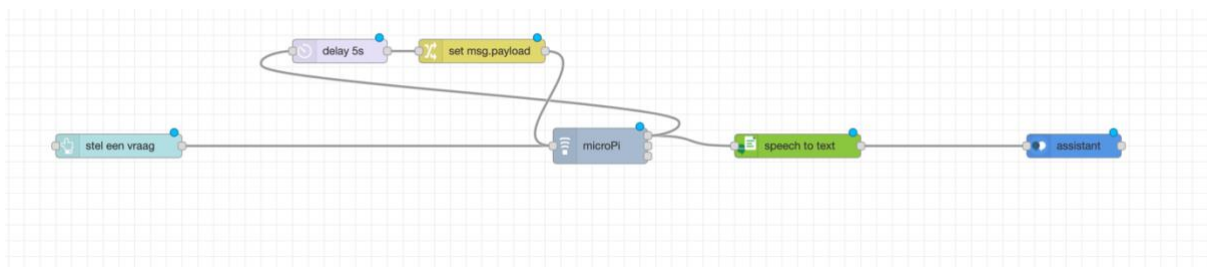 delay 5s
set msg.payload
stel een vraag
microPi
speech to text
assistant